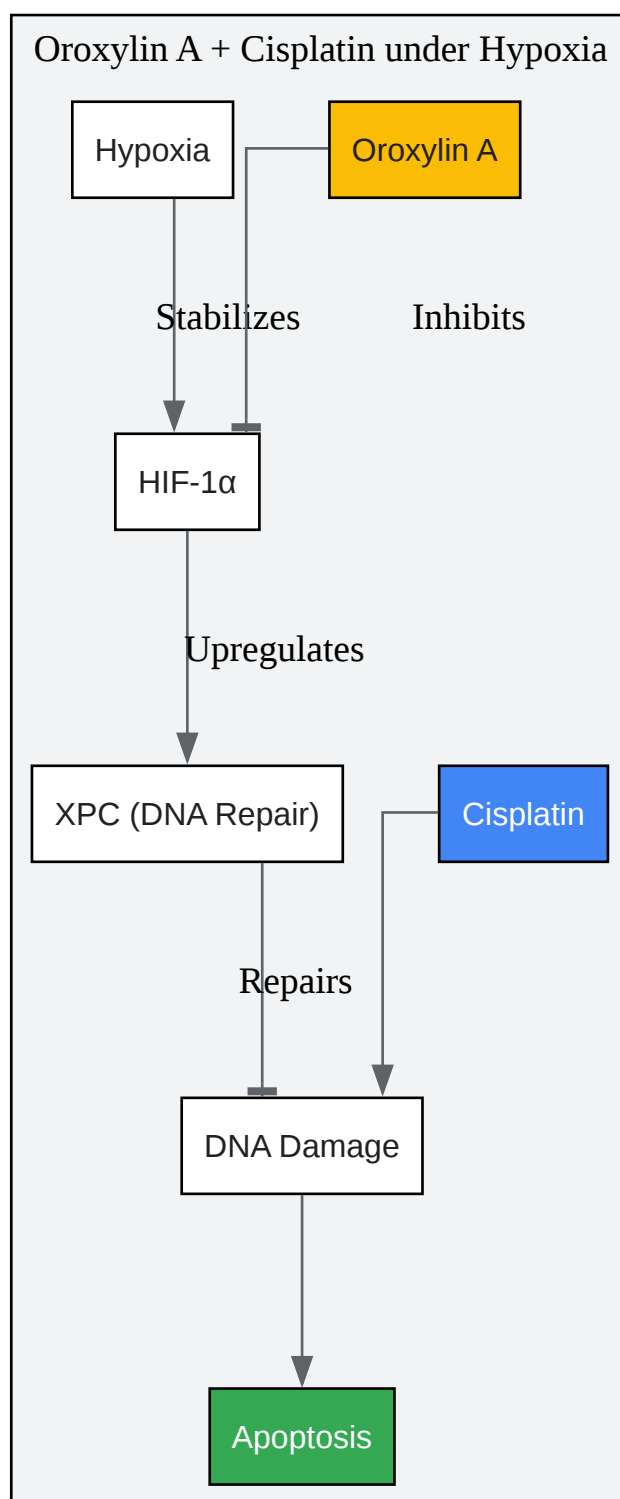 Oroxylin A + Cisplatin under Hypoxia
Hypoxia
Oroxylin A
Stabilizes
Inhibits
HIF-1α
Upregulates
XPC (DNA Repair)
Cisplatin
Repairs
DNA Damage
Apoptosis